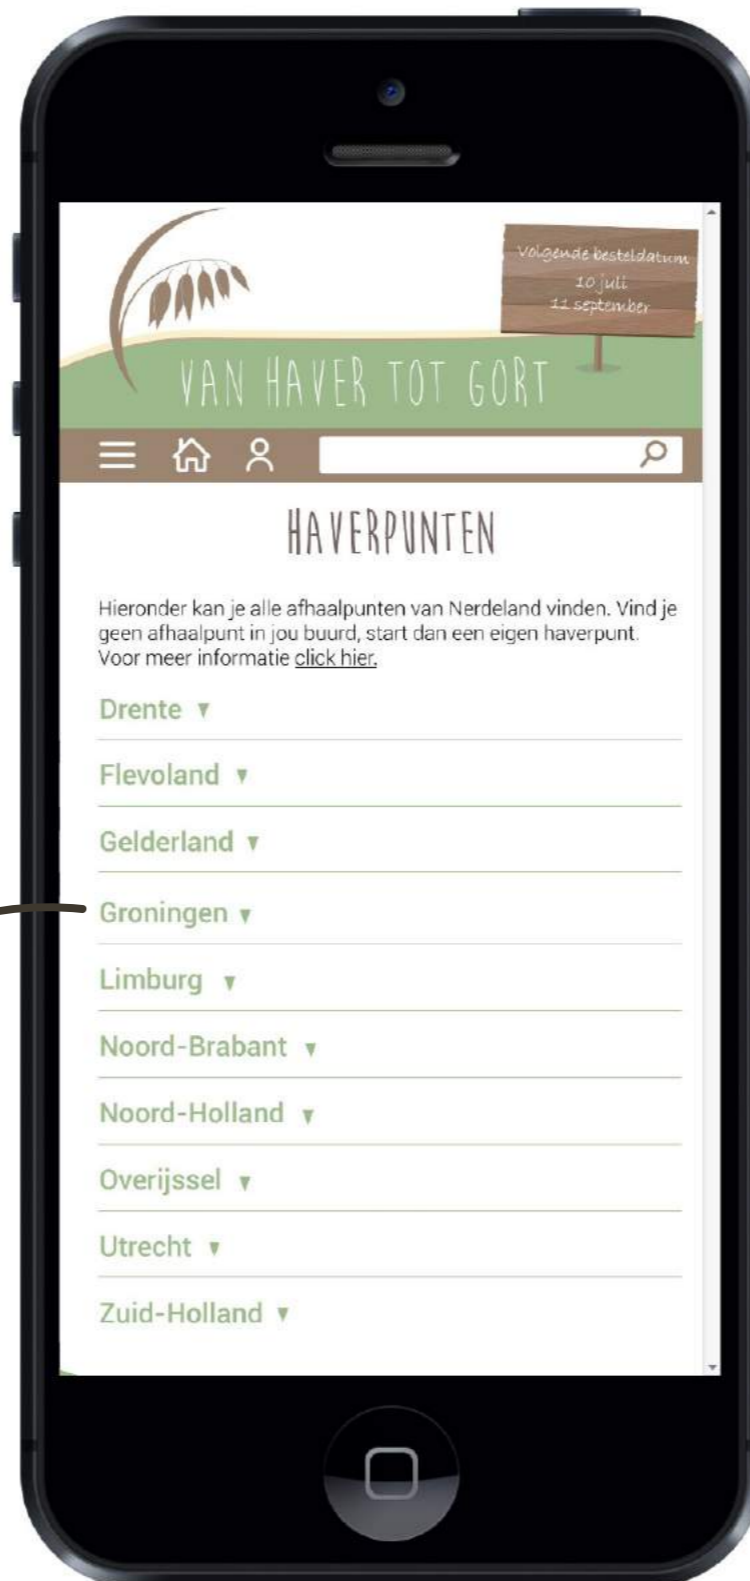 Volgende besteldatum
10 juli
11 september
VAN HAVER TOT GORT
HAVERPUNTEN
Hieronder kan je alle afhaalpunten van Nerdeland vinden. Vind je
geen afhaalpunt in jou buurd, start dan een eigen haverpunt.
Voor meer informatie click hier.
Drente ▼
Flevoland ▼
Gelderland ▼
Groningen ▼
Limburg ▼
Noord-Brabant ▼
Noord-Holland ▼
Overijssel ▼
Utrecht ▼
Zuid-Holland ▼